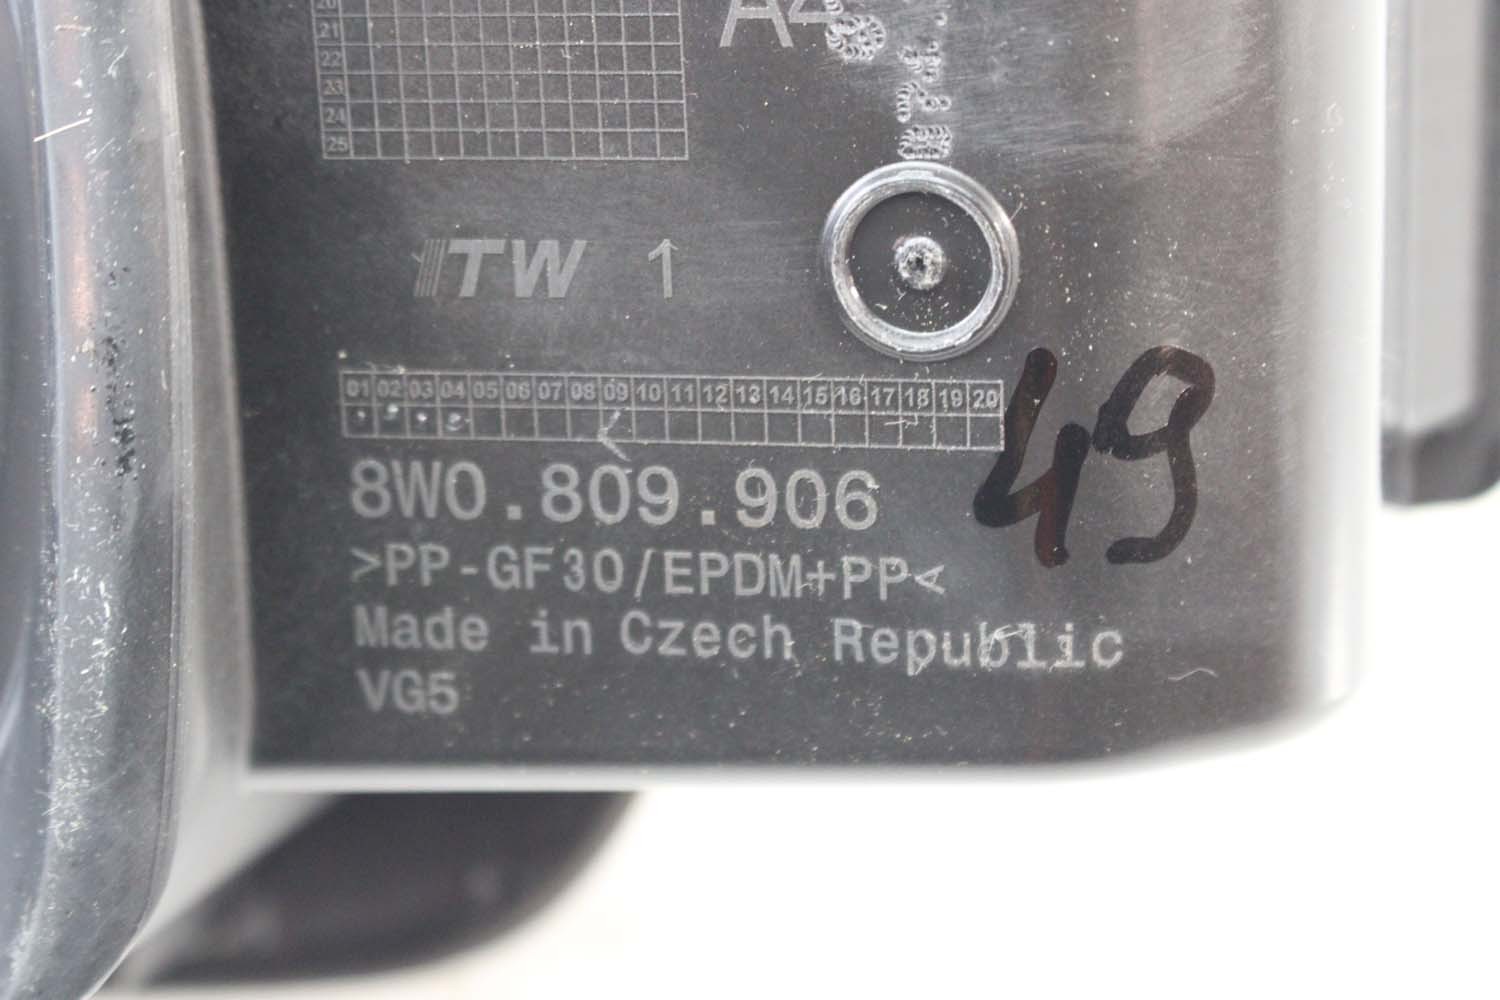 20
21
22
23
24
25
A4
ITW 1
01 02 03 04 05 06 07 08 09 10 11 12 13 14 15 16 17 18 19 20
49
8W0.809.906
>PP-GF30/EPDM+PP<
Made in Czech Republic
VG5